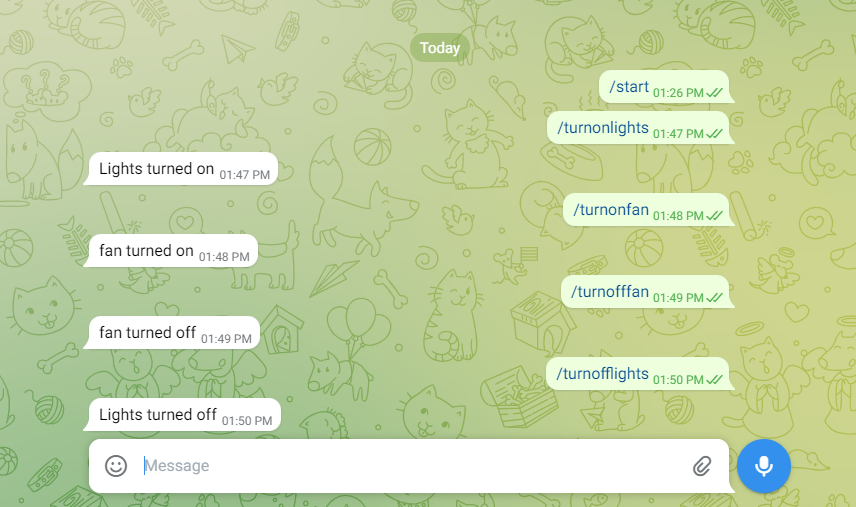 Today
/start 01:26 PM
/turnonlights 01:47 PM
Lights turned on 01:47 PM
/turnonfan 01:48 PM
fan turned on 01:48 PM
/turnofffan 01:49 PM
fan turned off 01:49 PM
/turnofflights 01:50 PM
Lights turned off 01:50 PM
Message